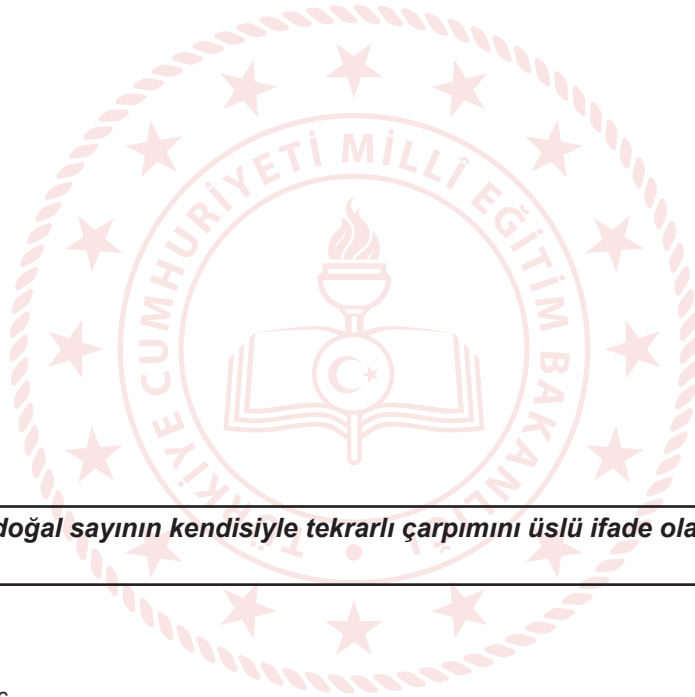 TÜRKİYE CUMHURİYETİ MİLLÎ EĞİTİM BAKANLIĞI
doğal sayının kendisiyle tekrarlı çarpımını üslü ifade ola